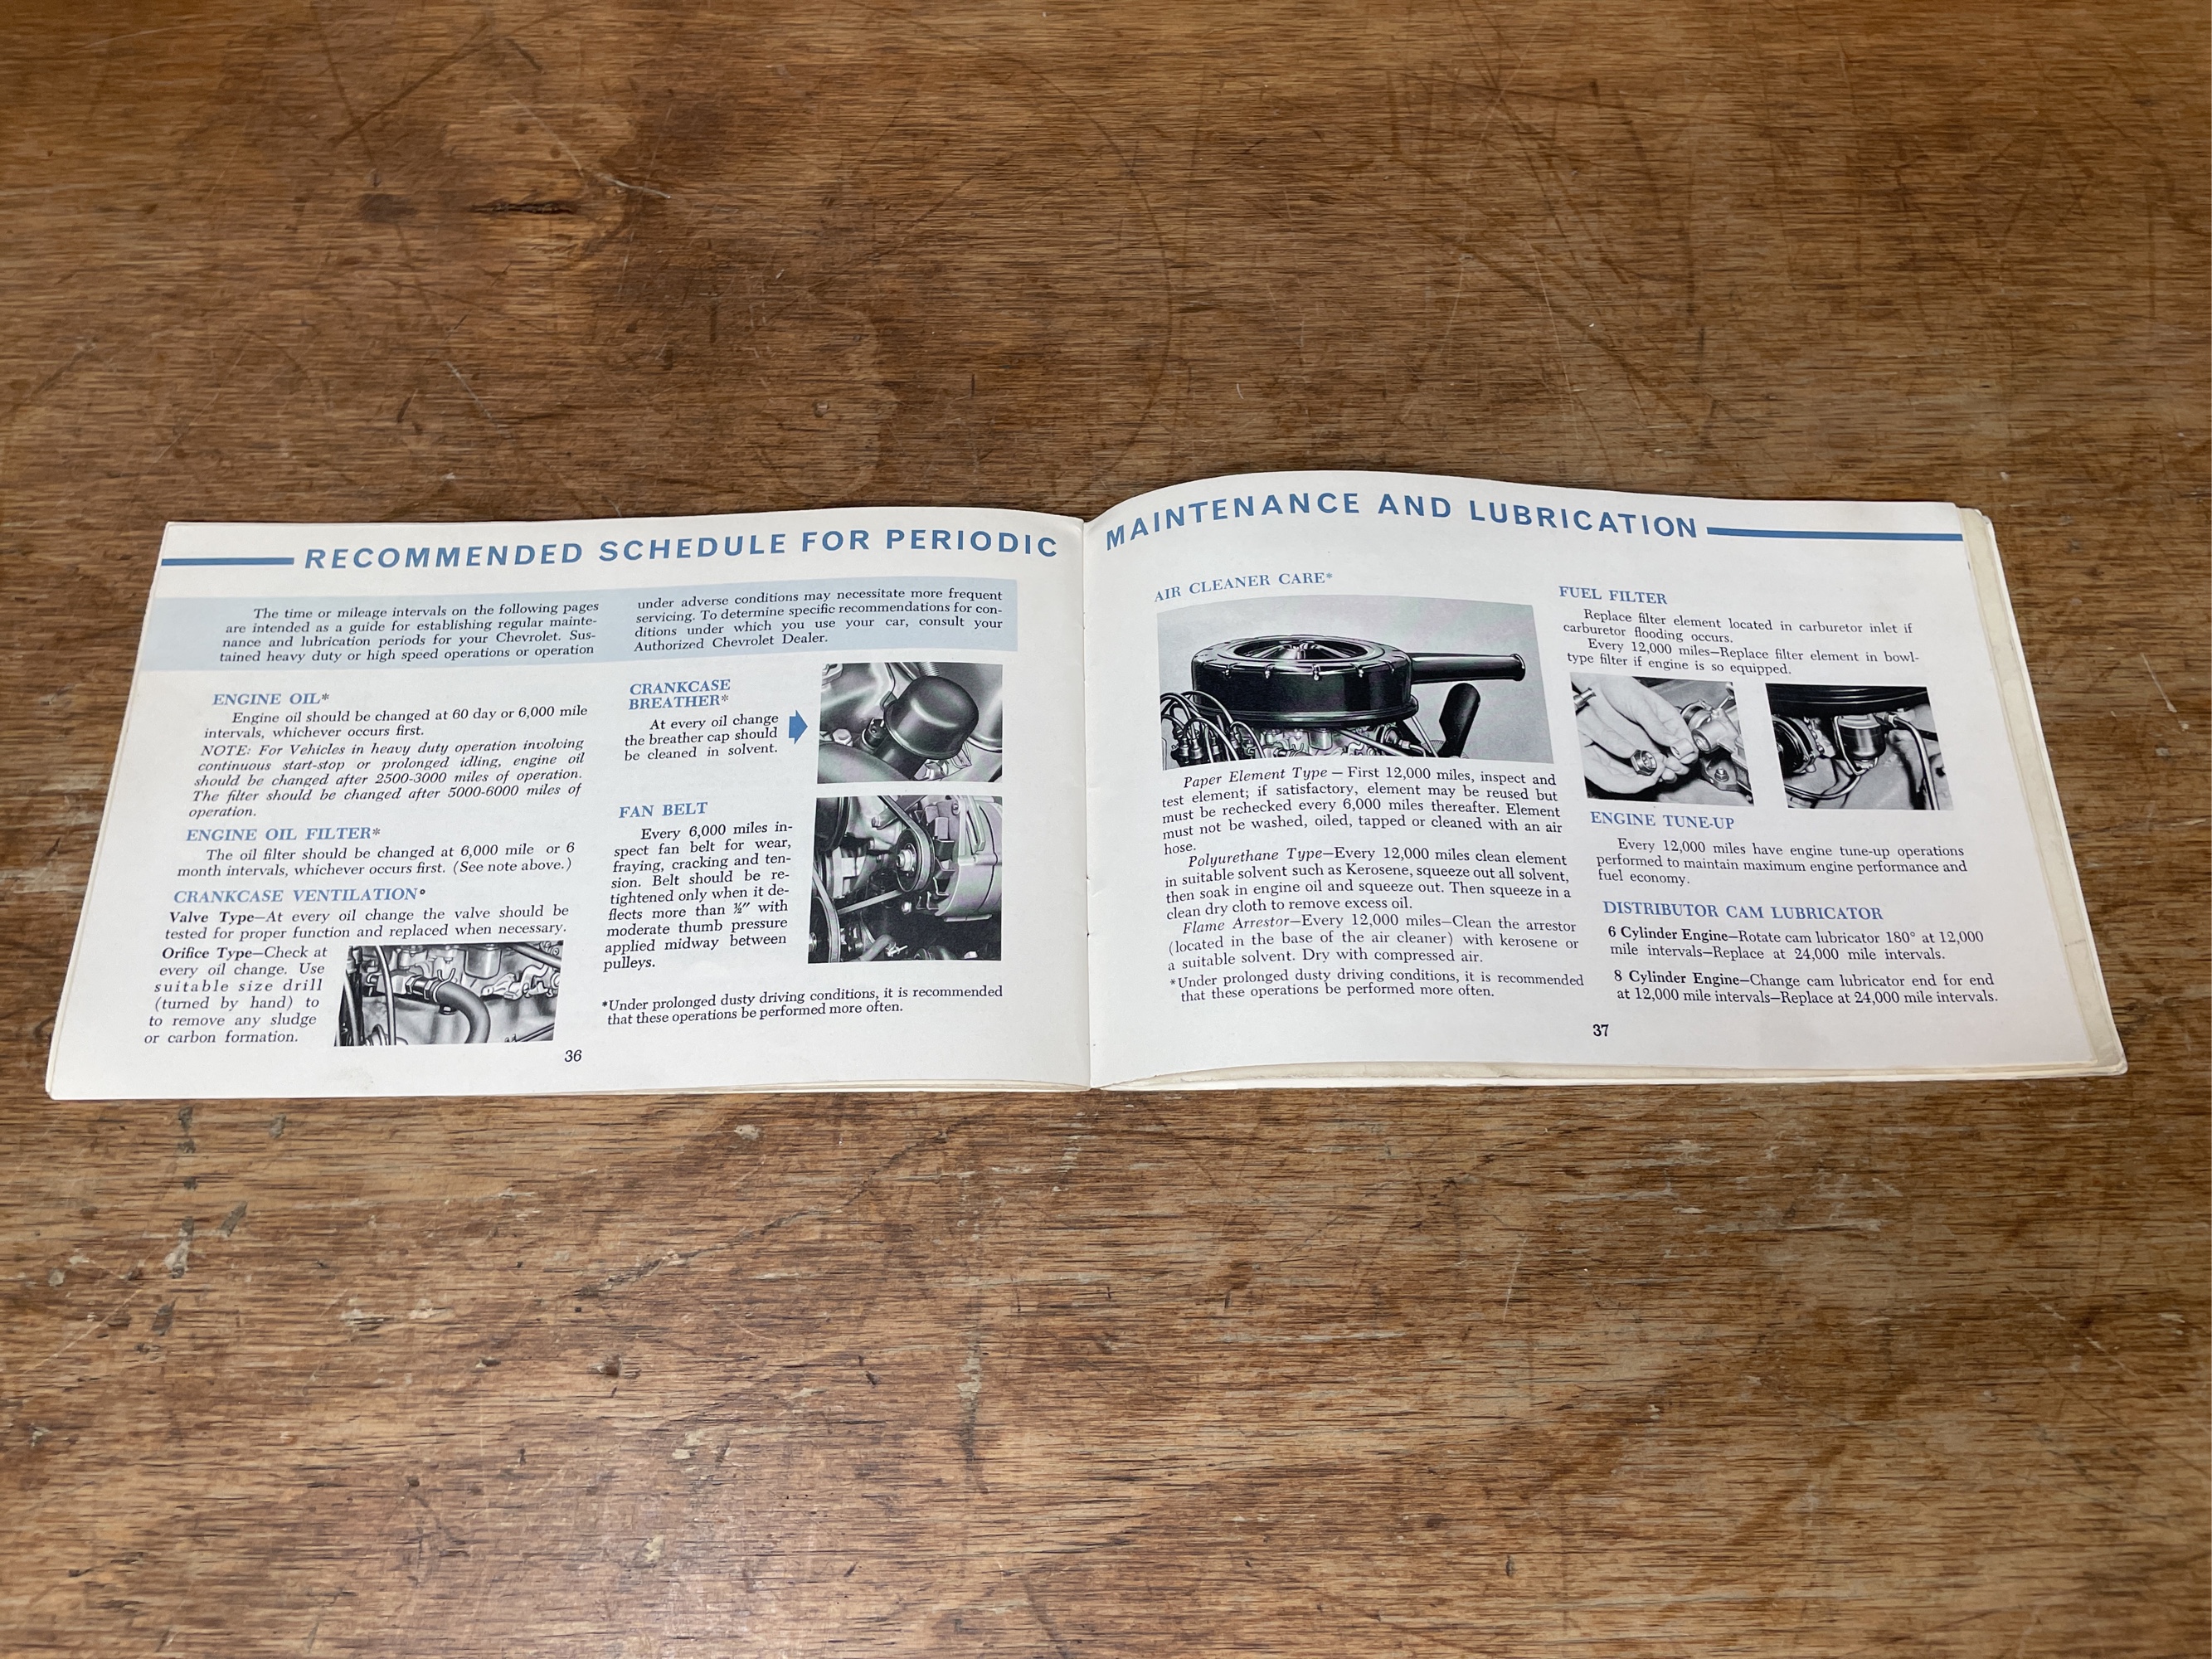 RECOMMENDED SCHEDULE FOR PERIODIC
The time or mileage intervals on the following pages
are intended as a guide for establishing regular mainte-
nance and lubrication periods for your Chevrolet. Sus-
tained heavy duty or high speed operations or operation
under adverse conditions may necessitate more frequent
servicing. To determine specific recommendations for con-
ditions under which you use your car, consult your
Authorized Chevrolet Dealer.
ENGINE OIL*
Engine oil should be changed at 60 day or 6,000 mile
intervals, whichever occurs first.
NOTE: For Vehicles in heavy duty operation involving
continuous start-stop or prolonged idling, engine oil
should be changed after 2500-3000 miles of operation.
The filter should be changed after 5000-6000 miles of
operation.
ENGINE OIL FILTER*
The oil filter should be changed at 6,000 mile or 6
month intervals, whichever occurs first. (See note above.)
CRANKCASE VENTILATION°
Valve Type—At every oil change the valve should be
tested for proper function and replaced when necessary.
Orifice Type—Check at
every oil change. Use
suitable size drill
(turned by hand) to
to remove any sludge
or carbon formation.
CRANKCASE
BREATHER*
At every oil change
the breather cap should
be cleaned in solvent.
FAN BELT
Every 6,000 miles in-
spect fan belt for wear,
fraying, cracking and ten-
sion. Belt should be re-
tightened only when it de-
flects more than ½″ with
moderate thumb pressure
applied midway between
pulleys.
*Under prolonged dusty driving conditions, it is recommended
that these operations be performed more often.
36
MAINTENANCE AND LUBRICATION
AIR CLEANER CARE*
Paper Element Type — First 12,000 miles, inspect and
test element; if satisfactory, element may be reused but
must be rechecked every 6,000 miles thereafter. Element
must not be washed, oiled, tapped or cleaned with an air
hose.
Polyurethane Type—Every 12,000 miles clean element
in suitable solvent such as Kerosene, squeeze out all solvent,
then soak in engine oil and squeeze out. Then squeeze in a
clean dry cloth to remove excess oil.
Flame Arrestor—Every 12,000 miles—Clean the arrestor
(located in the base of the air cleaner) with kerosene or
a suitable solvent. Dry with compressed air.
*Under prolonged dusty driving conditions, it is recommended
that these operations be performed more often.
FUEL FILTER
Replace filter element located in carburetor inlet if
carburetor flooding occurs.
Every 12,000 miles—Replace filter element in bowl-
type filter if engine is so equipped.
ENGINE TUNE-UP
Every 12,000 miles have engine tune-up operations
performed to maintain maximum engine performance and
fuel economy.
DISTRIBUTOR CAM LUBRICATOR
6 Cylinder Engine—Rotate cam lubricator 180° at 12,000
mile intervals—Replace at 24,000 mile intervals.
8 Cylinder Engine—Change cam lubricator end for end
at 12,000 mile intervals—Replace at 24,000 mile intervals.
37